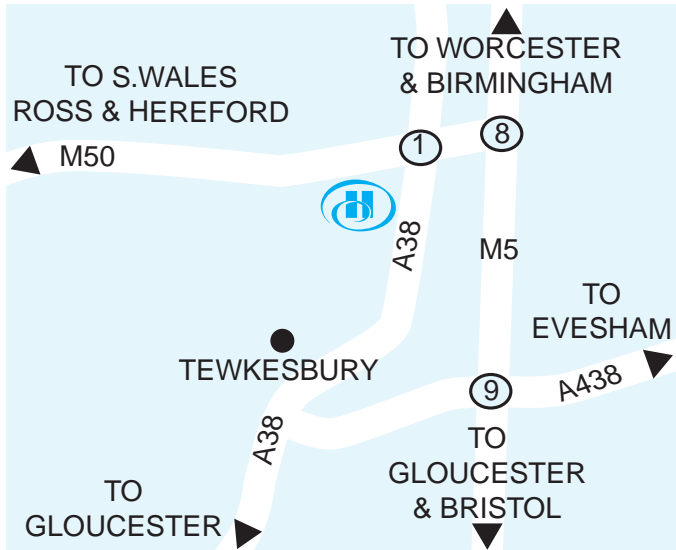 TO WORCESTER
& BIRMINGHAM
TO S.WALES
ROSS & HEREFORD
M50
1
8
H
A38
M5
TO
EVESHAM
TEWKESBURY
A438
9
A38
TO
GLOUCESTER
& BRISTOL
TO
GLOUCESTER